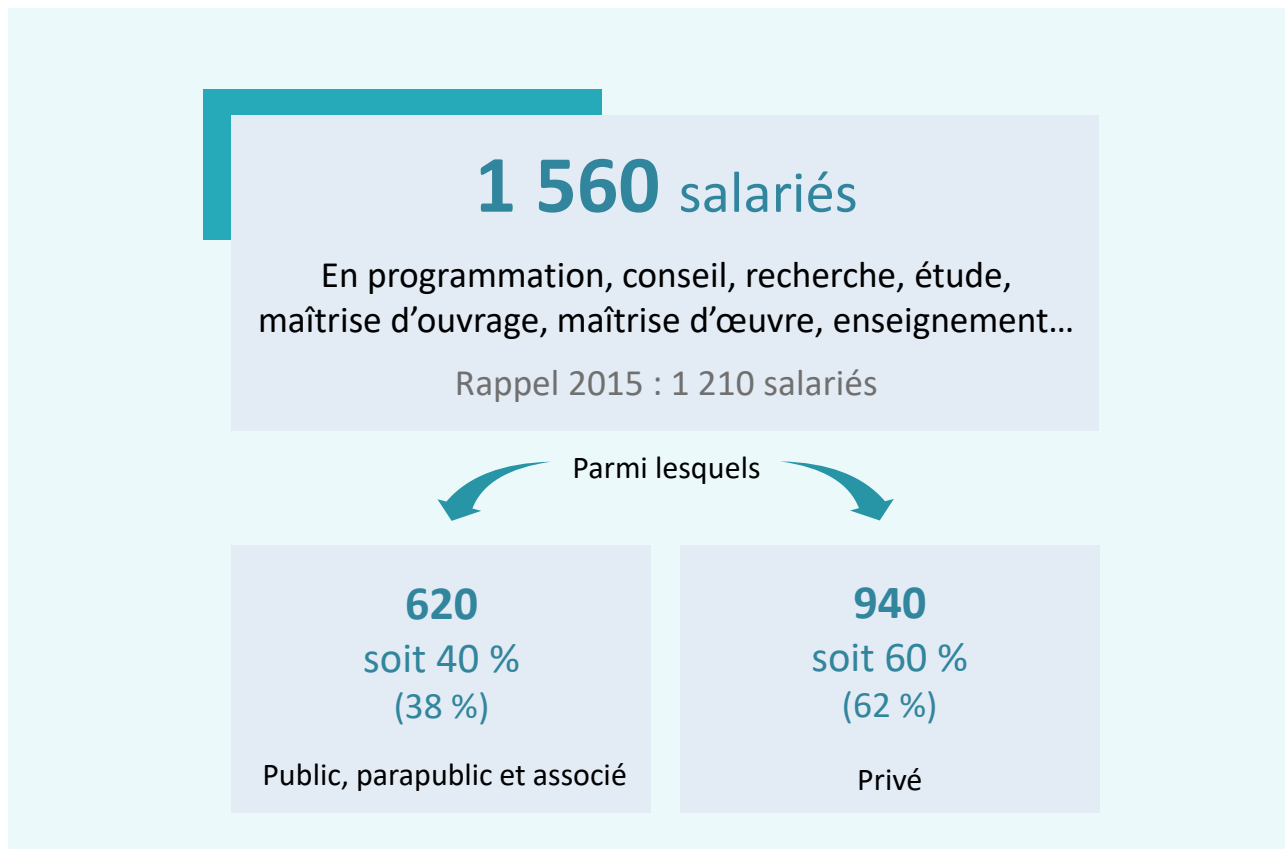 1 560 salariés
En programmation, conseil, recherche, étude,
maîtrise d’ouvrage, maîtrise d’œuvre, enseignement…
Rappel 2015 : 1 210 salariés
Parmi lesquels
620
soit 40 %
(38 %)
Public, parapublic et associé
940
soit 60 %
(62 %)
Privé